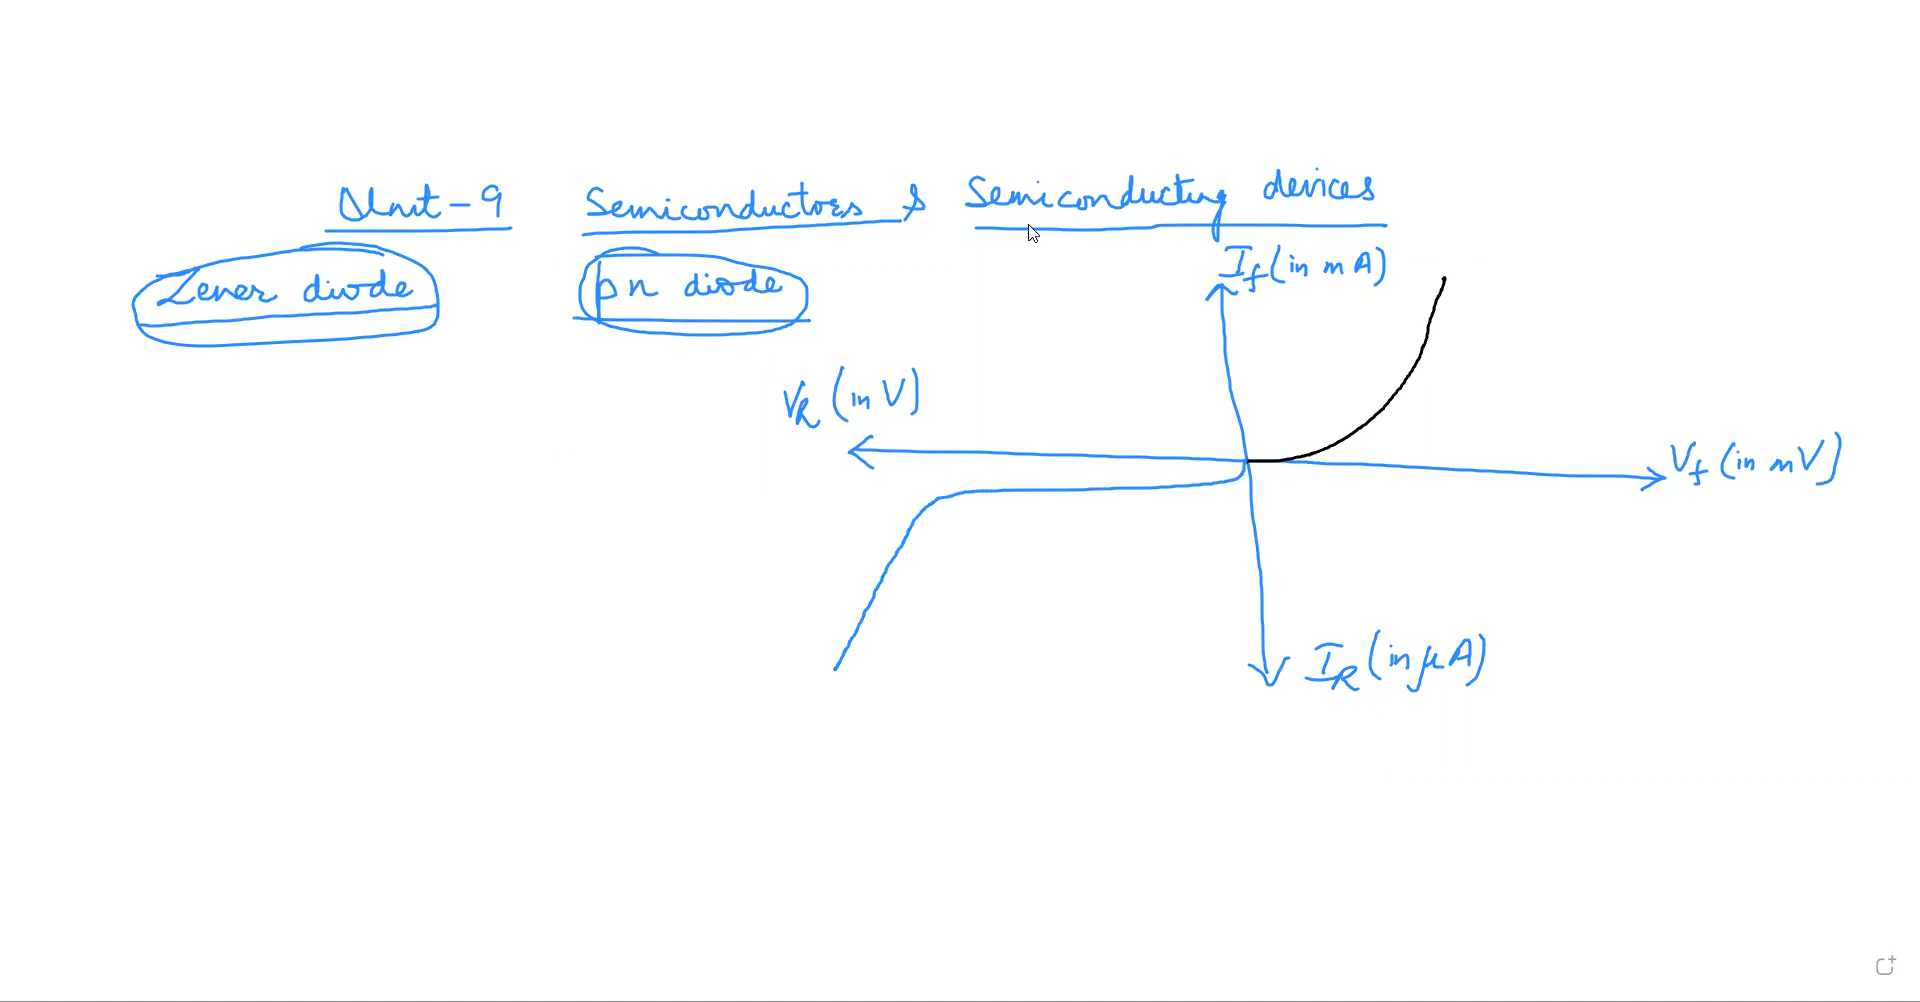 Unit-9 Semiconductors & Semiconducting devices
Zener diode pn diode
If (in mA)
VR (in V)
Vf (in mV)
IR (in μA)